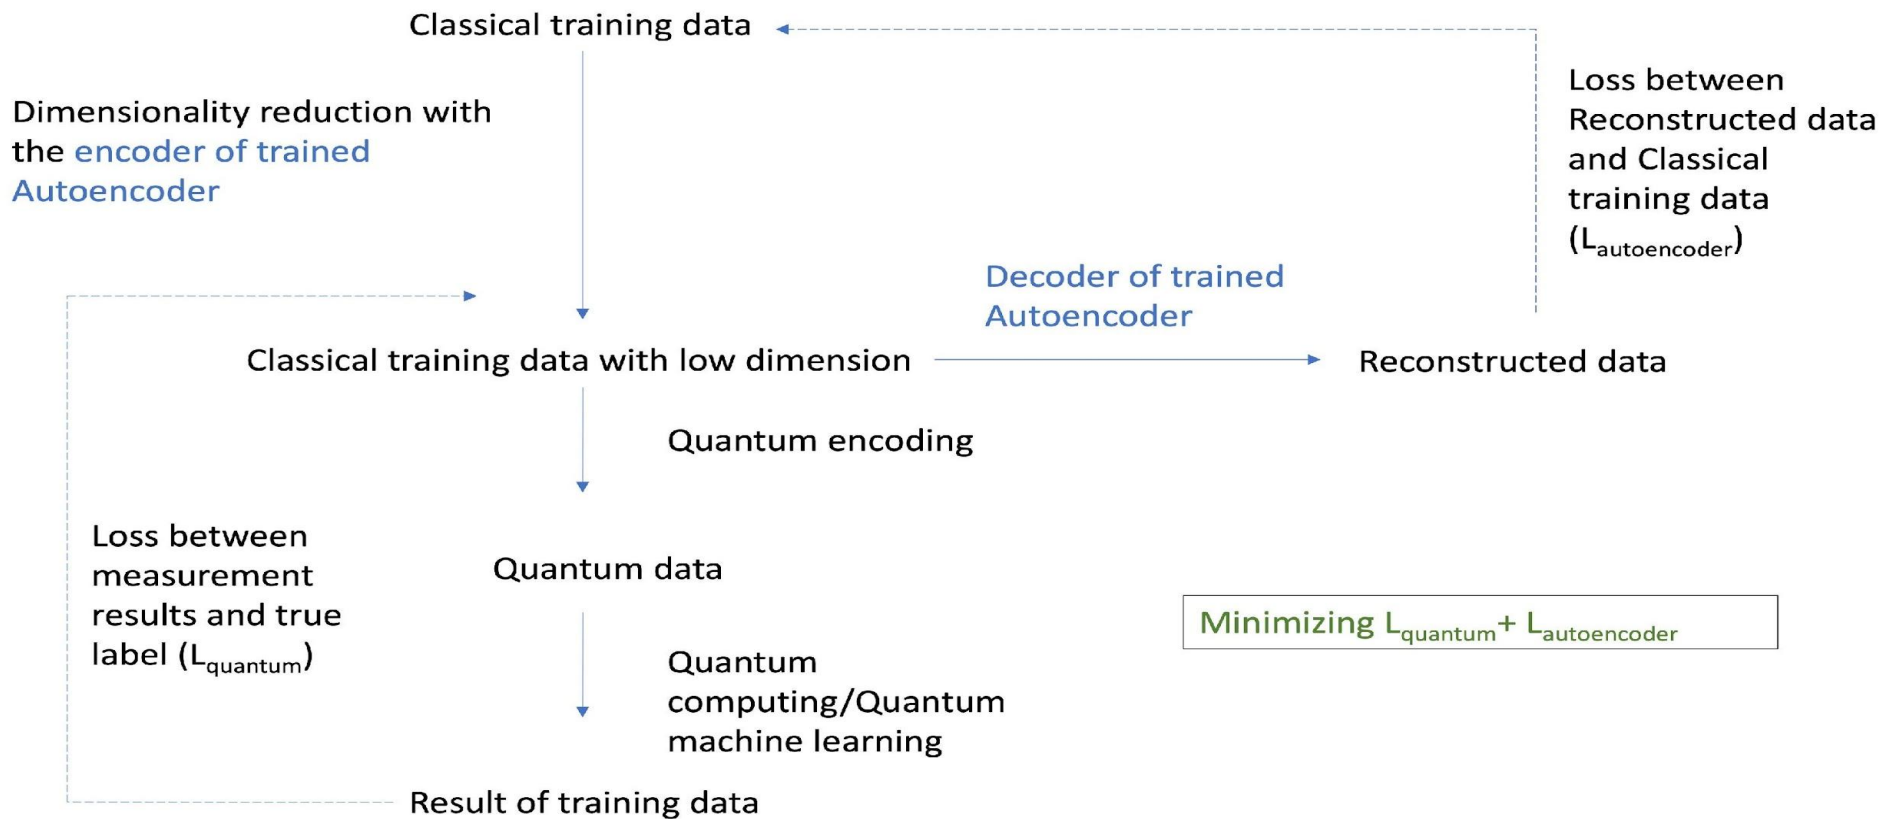 Classical training data
Dimensionality reduction with
the encoder of trained
Autoencoder
Loss between
Reconstructed data
and Classical
training data
(Lautoencoder)
Decoder of trained
Autoencoder
Classical training data with low dimension
Reconstructed data
Quantum encoding
Loss between
measurement
results and true
label (Lquantum)
Quantum data
Minimizing Lquantum+ Lautoencoder
Quantum
computing/Quantum
machine learning
Result of training data